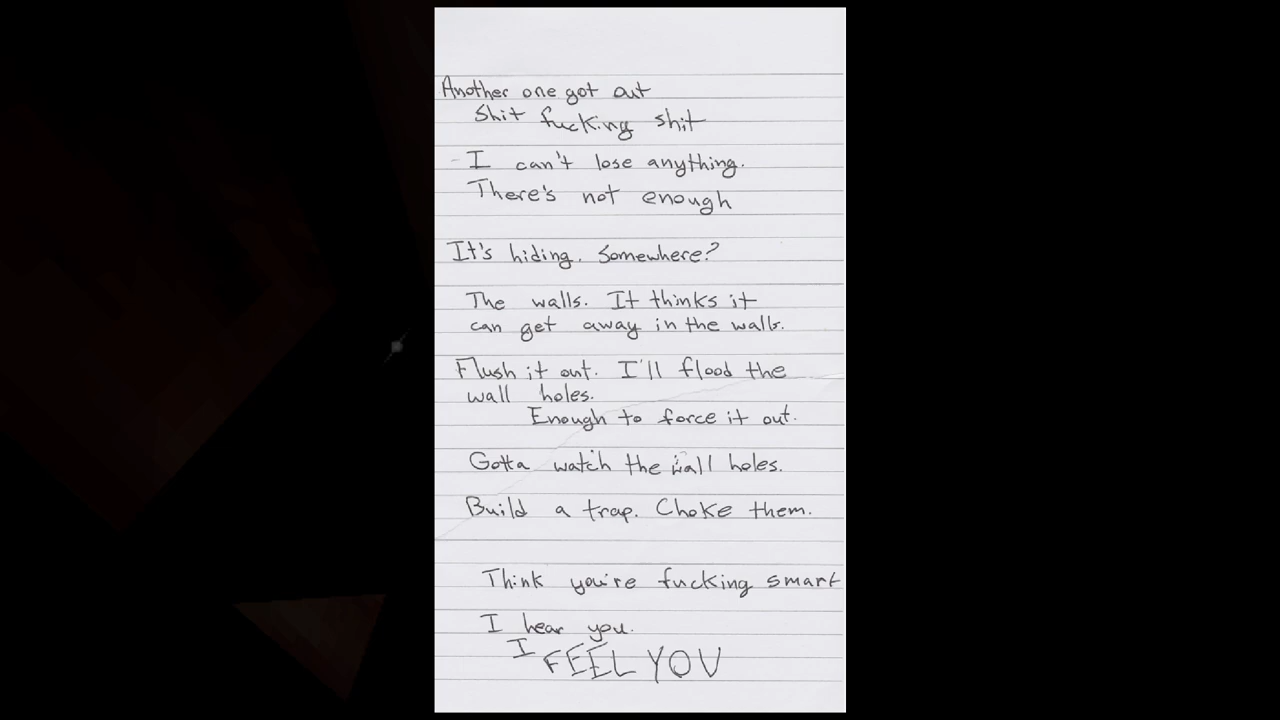 Another one got out
Shit fucking shit
- I can't lose anything.
There's not enough
It's hiding. Somewhere?
The walls. It thinks it
can get away in the walls.
Flush it out. I'll flood the
wall holes.
Enough to force it out.
Gotta watch the wall holes.
Build a trap. Choke them.
Think you're fucking smart
I hear you.
I FEEL YOU